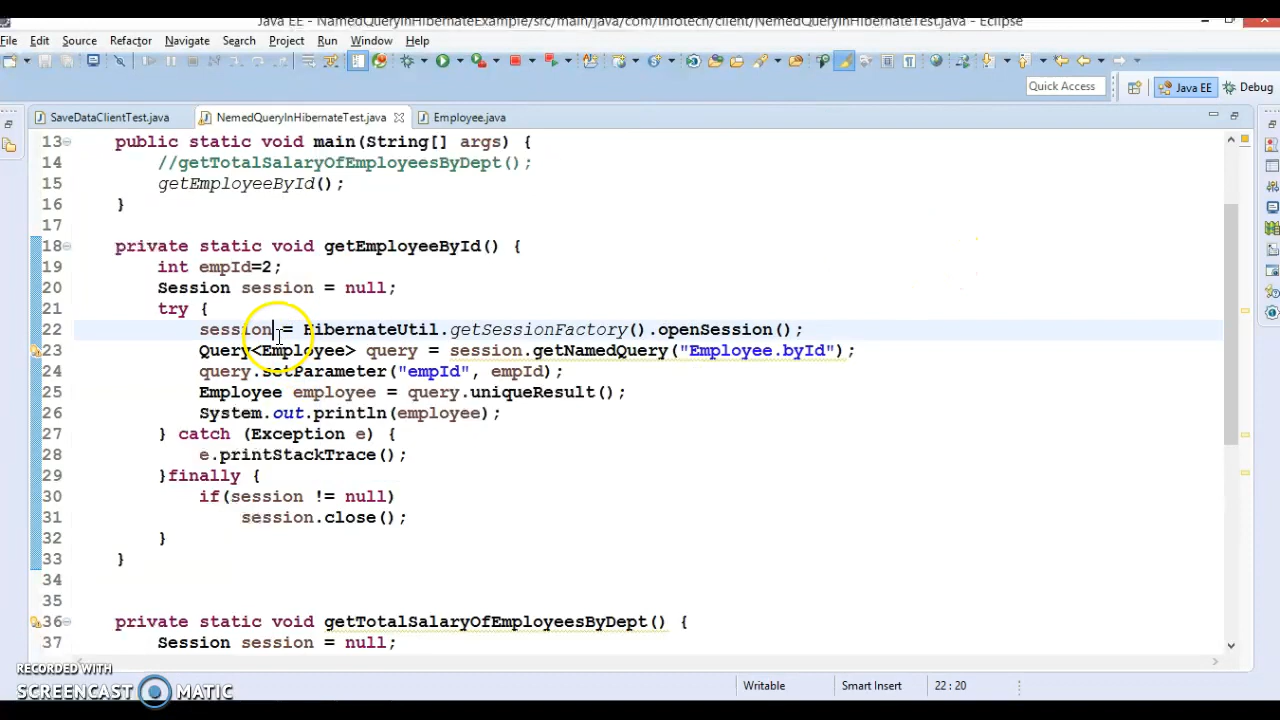 Java EE - NamedQueryInHibernateExample/src/main/java/com/infotech/client/NemedQueryInHibernateTest.java - Eclipse
File Edit Source Refactor Navigate Search Project Run Window Help
Quick Access Java EE Debug
SaveDataClientTest.java NemedQueryInHibernateTest.java Employee.java
13 public static void main(String[] args) {
14 //getTotalSalaryOfEmployeesByDept();
15 getEmployeeById();
16 }
17
18 private static void getEmployeeById() {
19 int empId=2;
20 Session session = null;
21 try {
22 session = HibernateUtil.getSessionFactory().openSession();
23 Query<Employee> query = session.getNamedQuery("Employee.byId");
24 query.setParameter("empId", empId);
25 Employee employee = query.uniqueResult();
26 System.out.println(employee);
27 } catch (Exception e) {
28 e.printStackTrace();
29 }finally {
30 if(session != null)
31 session.close();
32 }
33 }
34
35
36 private static void getTotalSalaryOfEmployeesByDept() {
37 Session session = null;
RECORDED WITH
SCREENCAST MATIC
Writable Smart Insert 22 : 20